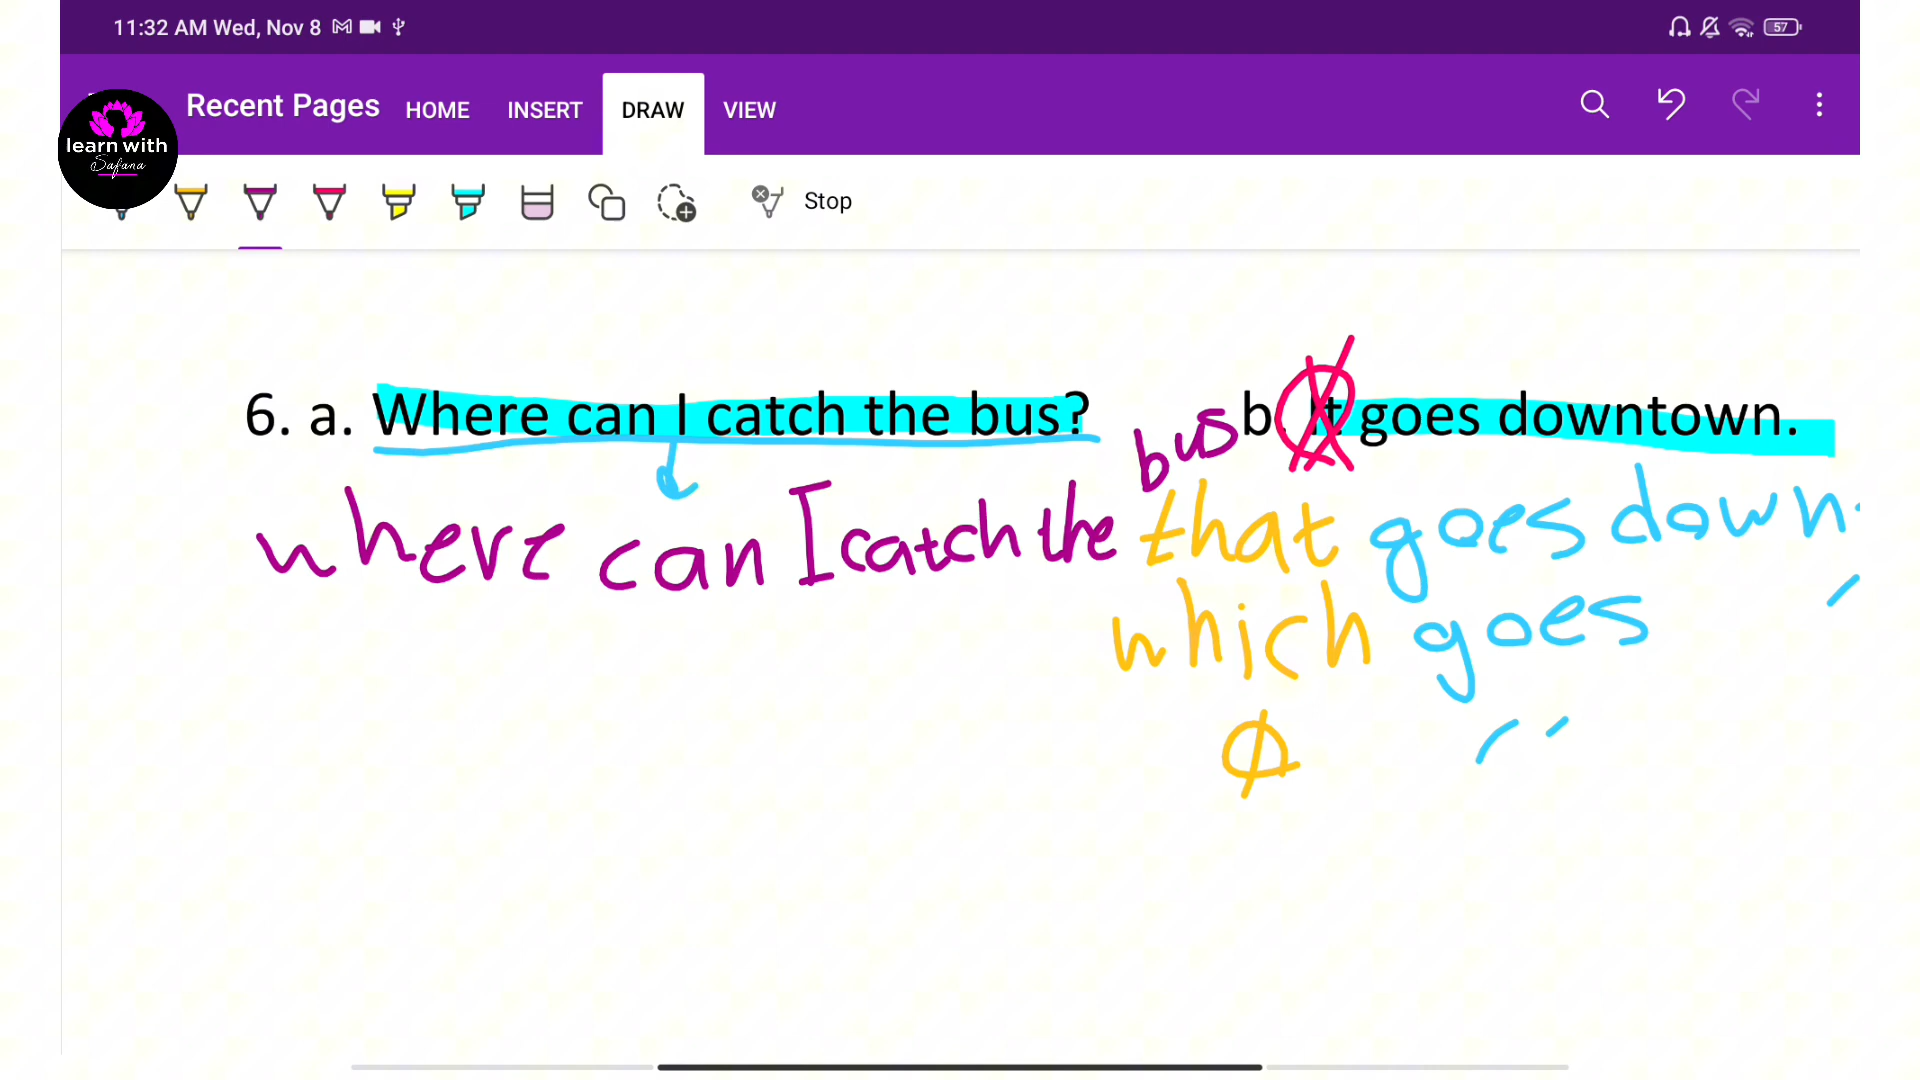 11:32 AM Wed, Nov 8
57
Recent Pages HOME INSERT DRAW VIEW
learn with
Safana
Stop
6. a. Where can I catch the bus? b. It goes downtown.
bus
where can I catch the that goes down
which goes
Ø